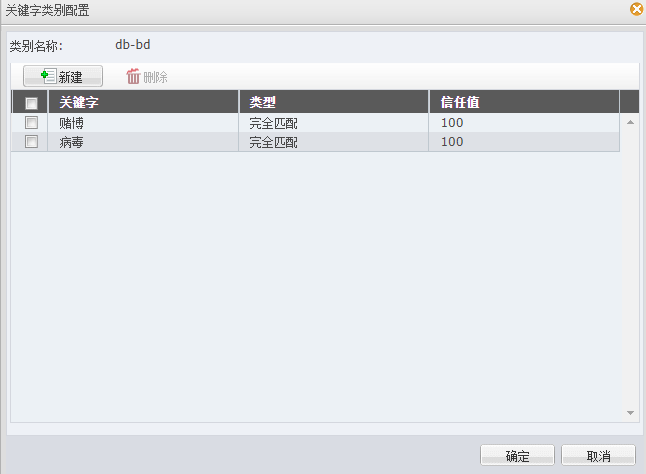 关键字类别配置
类别名称: db-bd
新建 删除
关键字 类型 信任值
赌博 完全匹配 100
病毒 完全匹配 100
确定 取消